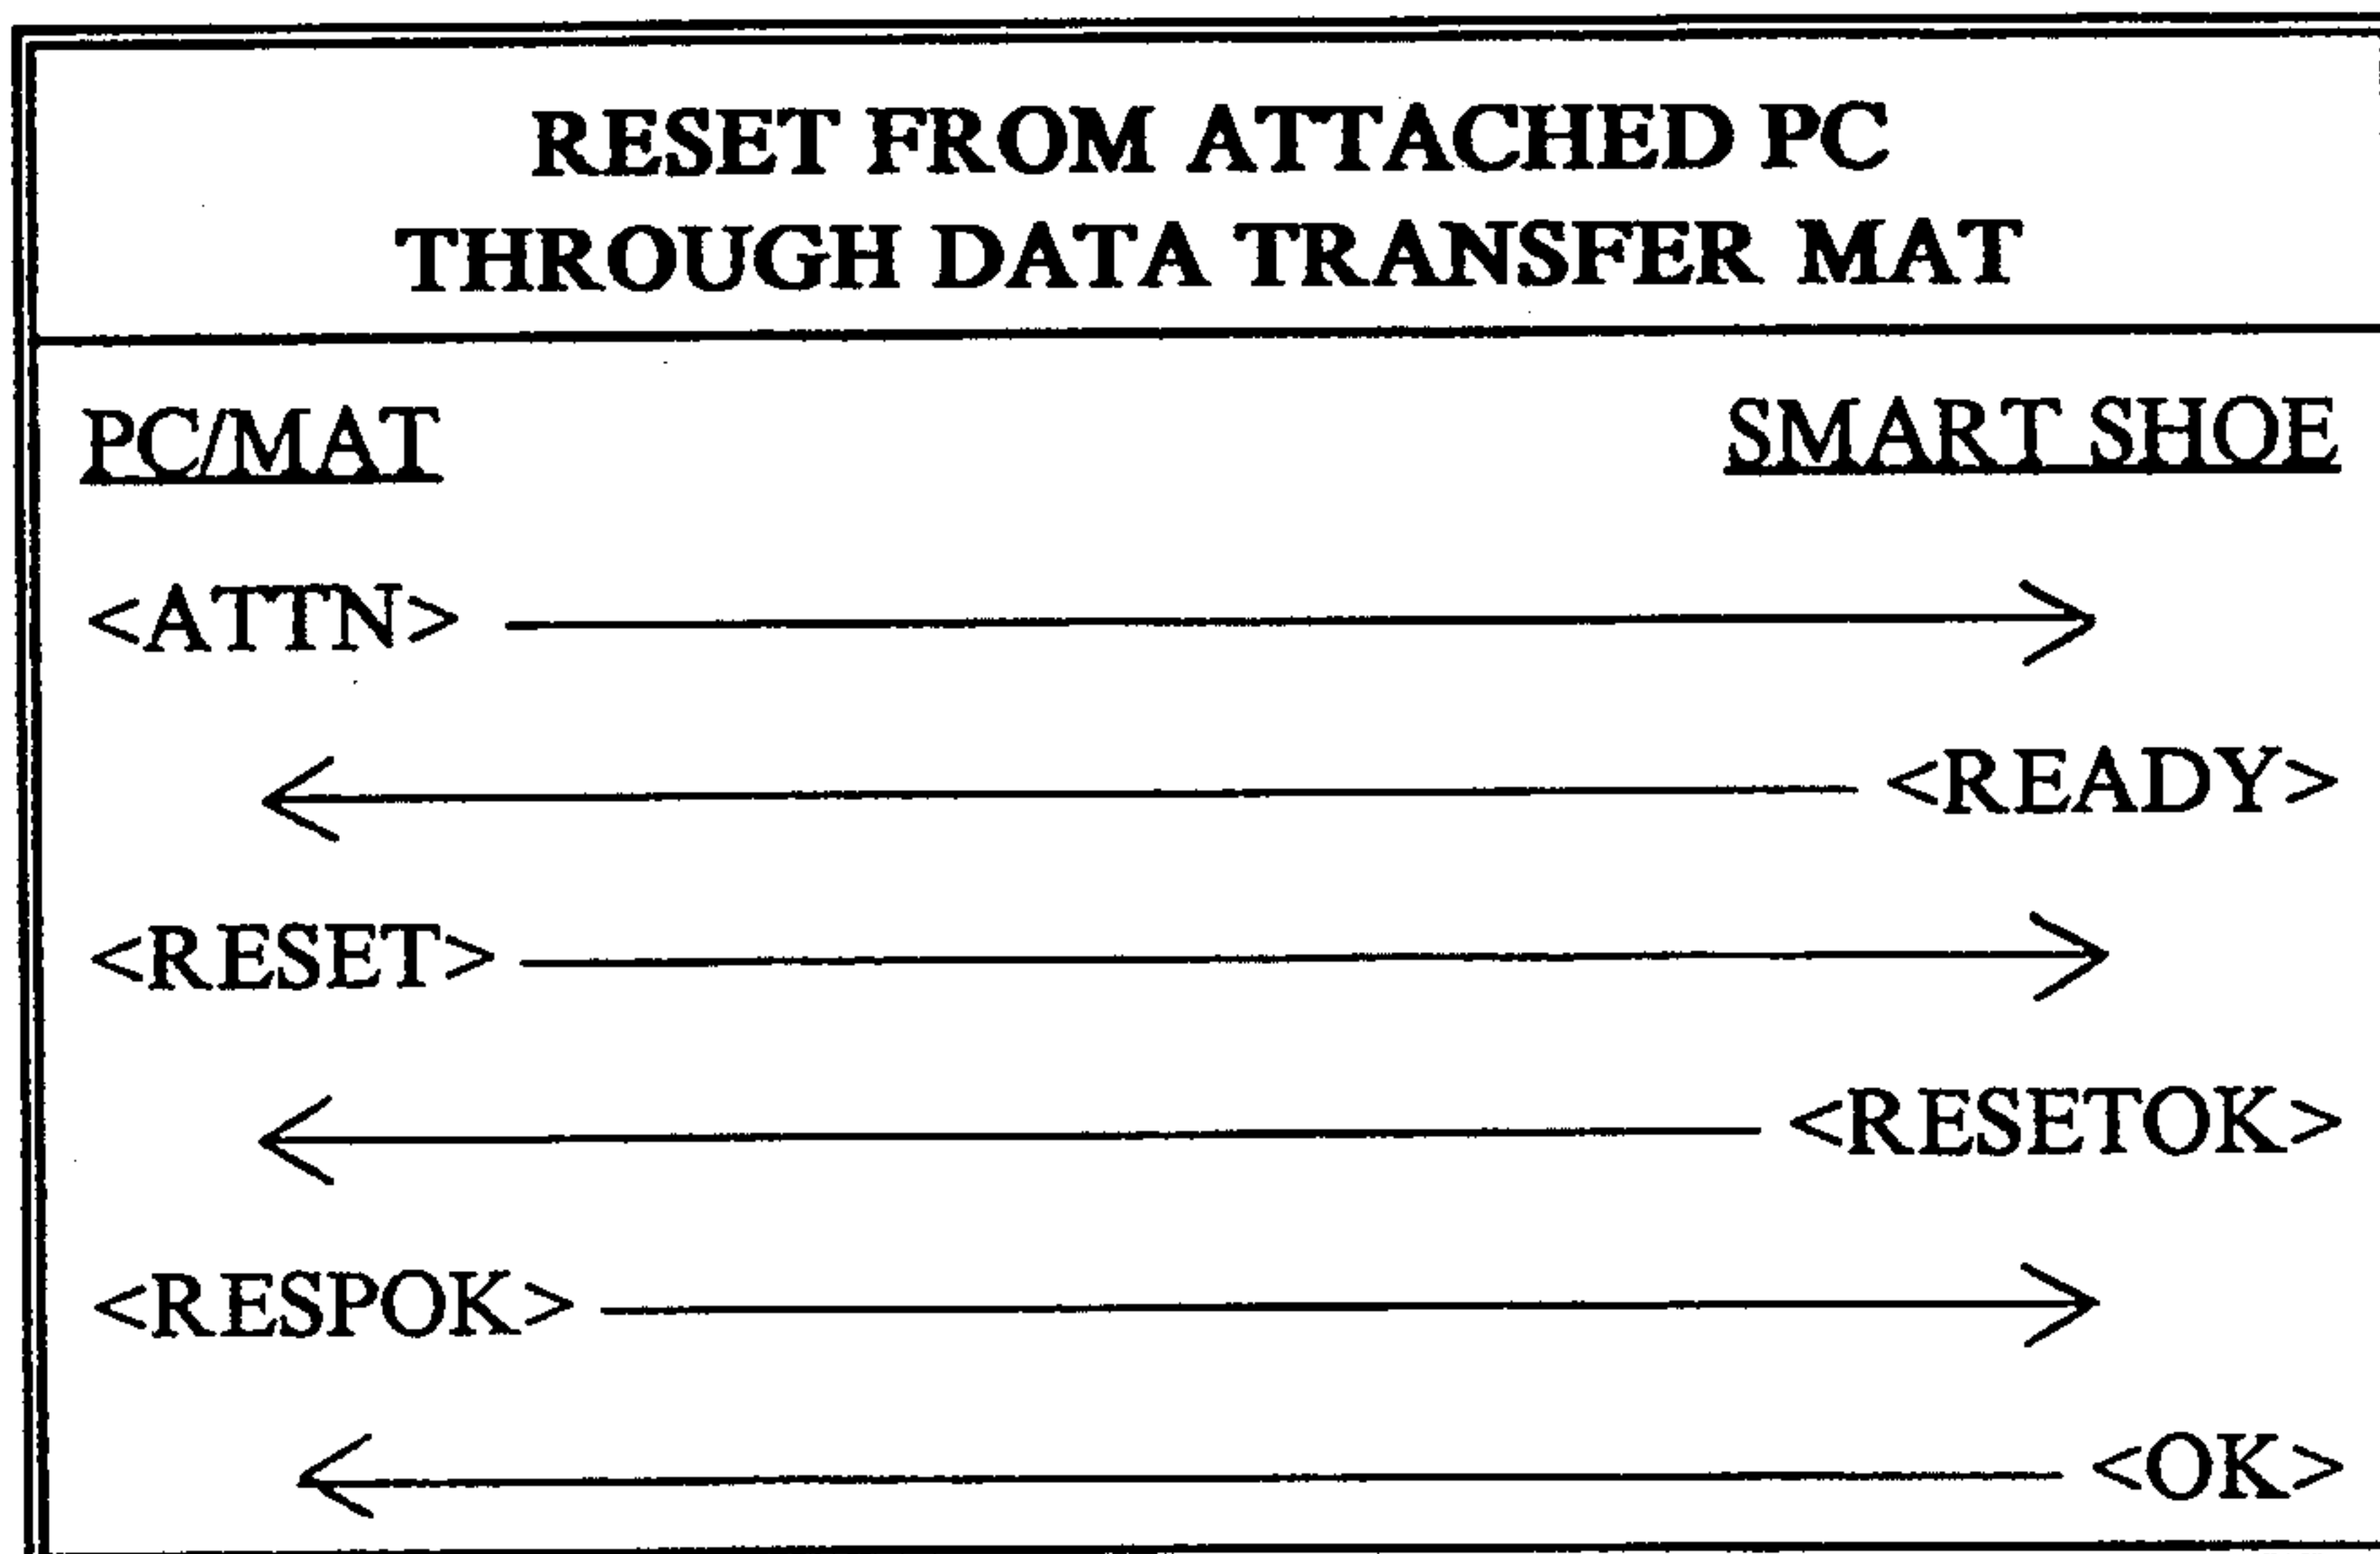 RESET FROM ATTACHED PC
THROUGH DATA TRANSFER MAT
PC/MAT SMART SHOE
<ATTN>
<READY>
<RESET>
<RESETOK>
<RESPOK>
<OK>